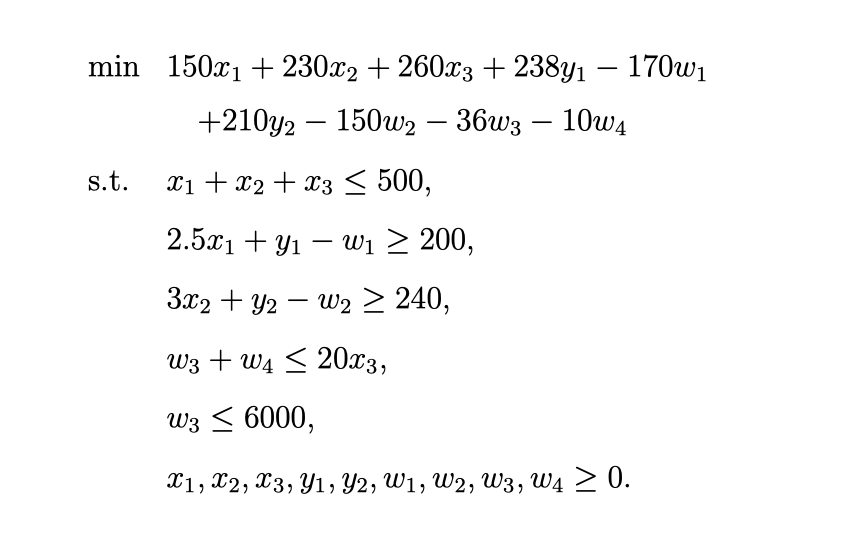 min 150x₁ + 230x₂ + 260x₃ + 238y₁ − 170w₁
+210y₂ − 150w₂ − 36w₃ − 10w₄
s.t. x₁ + x₂ + x₃ ≤ 500,
2.5x₁ + y₁ − w₁ ≥ 200,
3x₂ + y₂ − w₂ ≥ 240,
w₃ + w₄ ≤ 20x₃,
w₃ ≤ 6000,
x₁, x₂, x₃, y₁, y₂, w₁, w₂, w₃, w₄ ≥ 0.